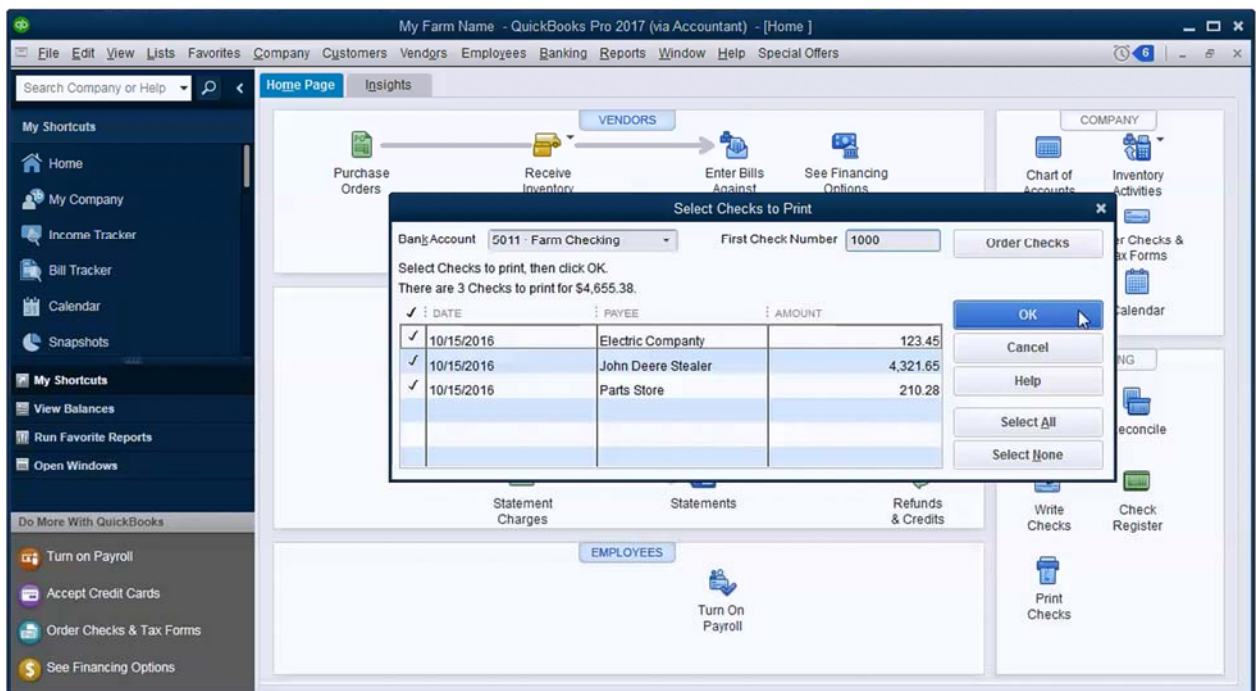 qb My Farm Name - QuickBooks Pro 2017 (via Accountant) - [Home ]
File Edit View Lists Favorites Company Customers Vendors Employees Banking Reports Window Help Special Offers 6
Search Company or Help
My Shortcuts
Home
My Company
Income Tracker
Bill Tracker
Calendar
Snapshots
My Shortcuts
View Balances
Run Favorite Reports
Open Windows
Do More With QuickBooks
Turn on Payroll
Accept Credit Cards
Order Checks & Tax Forms
See Financing Options
Home Page Insights
VENDORS
Purchase
Orders
Receive
Inventory
Enter Bills
Against
See Financing
Options
COMPANY
Chart of
Accounts
Inventory
Activities
er Checks &
ax Forms
Calendar
Select Checks to Print
Bank Account 5011 · Farm Checking First Check Number 1000 Order Checks
Select Checks to print, then click OK.
There are 3 Checks to print for $4,655.38.
✓ DATE PAYEE AMOUNT
✓ 10/15/2016 Electric Companty 123.45
✓ 10/15/2016 John Deere Stealer 4,321.65
✓ 10/15/2016 Parts Store 210.28
OK
Cancel
Help
Select All
Select None
NG
econcile
Statement
Charges
Statements
Refunds
& Credits
Write
Checks
Check
Register
Print
Checks
EMPLOYEES
Turn On
Payroll